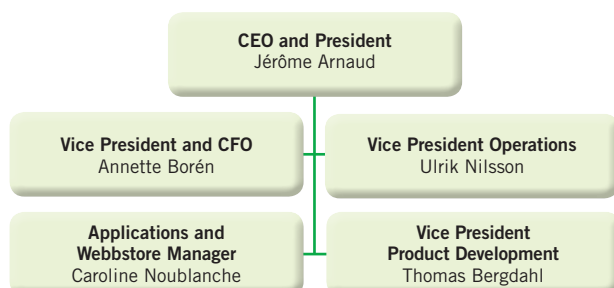 CEO and President
Jérôme Arnaud
Vice President and CFO
Annette Borén
Vice President Operations
Ulrik Nilsson
Applications and
Webbstore Manager
Caroline Noublanche
Vice President
Product Development
Thomas Bergdahl